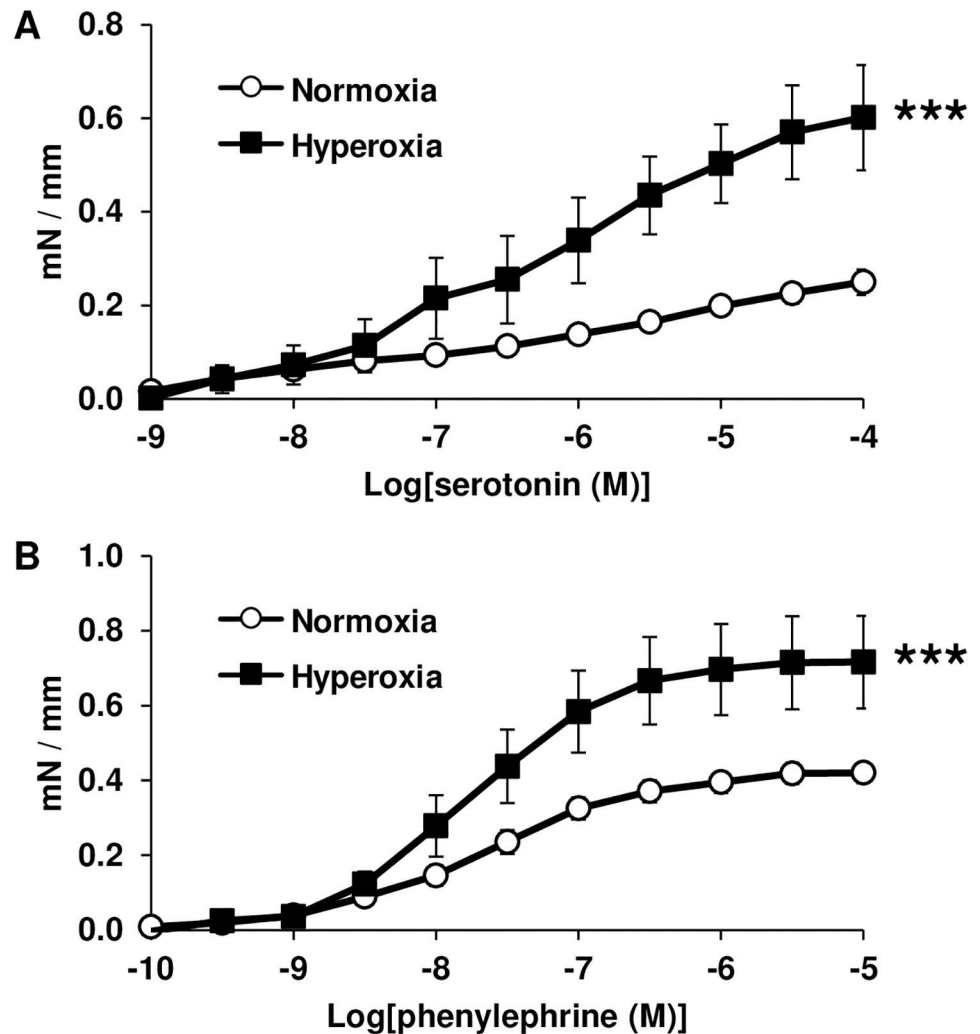 A
0.8
0.6
0.4
0.2
0.0
mN / mm
Normoxia
Hyperoxia
***
-9 -8 -7 -6 -5 -4
Log[serotonin (M)]
B
1.0
0.8
0.6
0.4
0.2
0.0
mN / mm
Normoxia
Hyperoxia
***
-10 -9 -8 -7 -6 -5
Log[phenylephrine (M)]